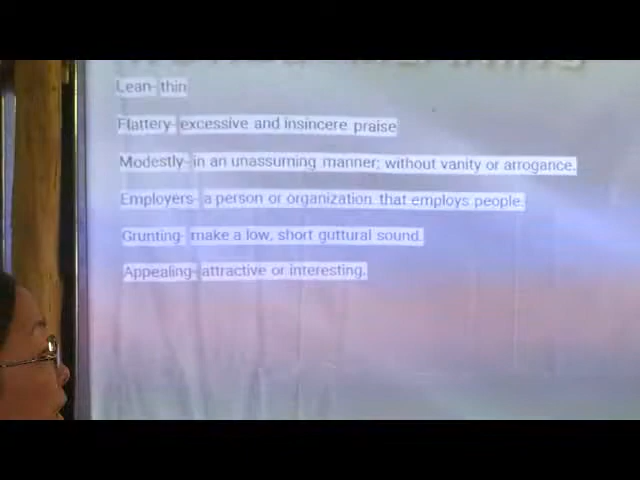 Lean- thin
Flattery- excessive and insincere praise
Modestly- in an unassuming manner; without vanity or arrogance.
Employers- a person or organization that employs people.
Grunting- make a low, short guttural sound.
Appealing- attractive or interesting.